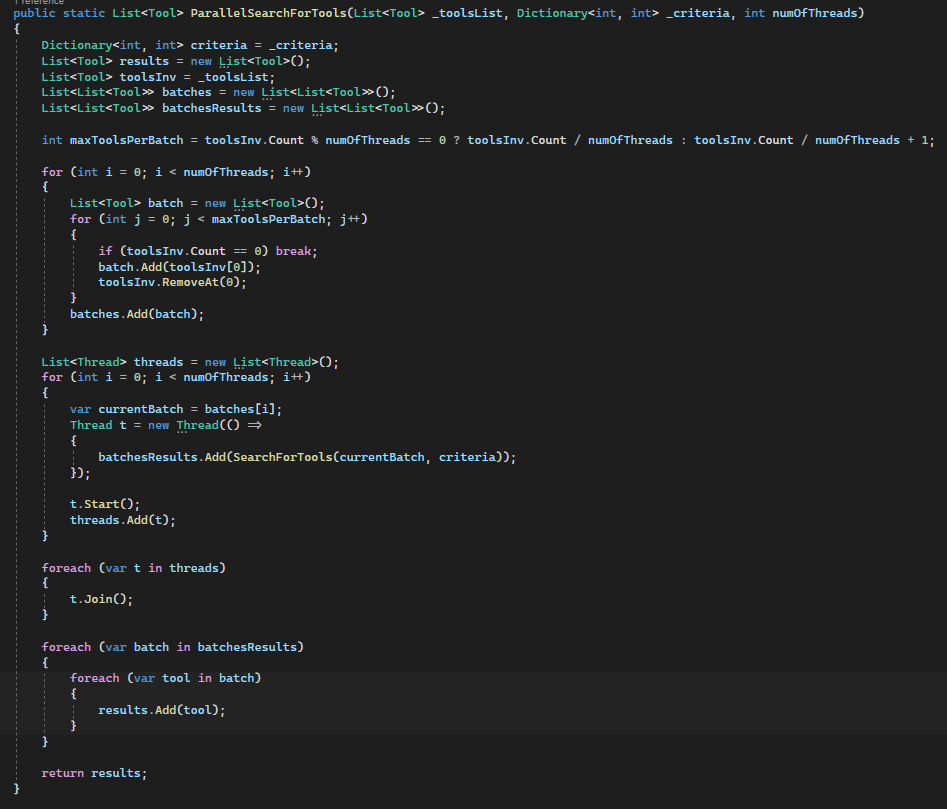 1 reference
public static List<Tool> ParallelSearchForTools(List<Tool> _toolsList, Dictionary<int, int> _criteria, int numOfThreads)
{
    Dictionary<int, int> criteria = _criteria;
    List<Tool> results = new List<Tool>();
    List<Tool> toolsInv = _toolsList;
    List<List<Tool>> batches = new List<List<Tool>>();
    List<List<Tool>> batchesResults = new List<List<Tool>>();

    int maxToolsPerBatch = toolsInv.Count % numOfThreads == 0 ? toolsInv.Count / numOfThreads : toolsInv.Count / numOfThreads + 1;

    for (int i = 0; i < numOfThreads; i++)
    {
        List<Tool> batch = new List<Tool>();
        for (int j = 0; j < maxToolsPerBatch; j++)
        {
            if (toolsInv.Count == 0) break;
            batch.Add(toolsInv[0]);
            toolsInv.RemoveAt(0);
        }
        batches.Add(batch);
    }

    List<Thread> threads = new List<Thread>();
    for (int i = 0; i < numOfThreads; i++)
    {
        var currentBatch = batches[i];
        Thread t = new Thread(() =>
        {
            batchesResults.Add(SearchForTools(currentBatch, criteria));
        });

        t.Start();
        threads.Add(t);
    }

    foreach (var t in threads)
    {
        t.Join();
    }

    foreach (var batch in batchesResults)
    {
        foreach (var tool in batch)
        {
            results.Add(tool);
        }
    }

    return results;
}